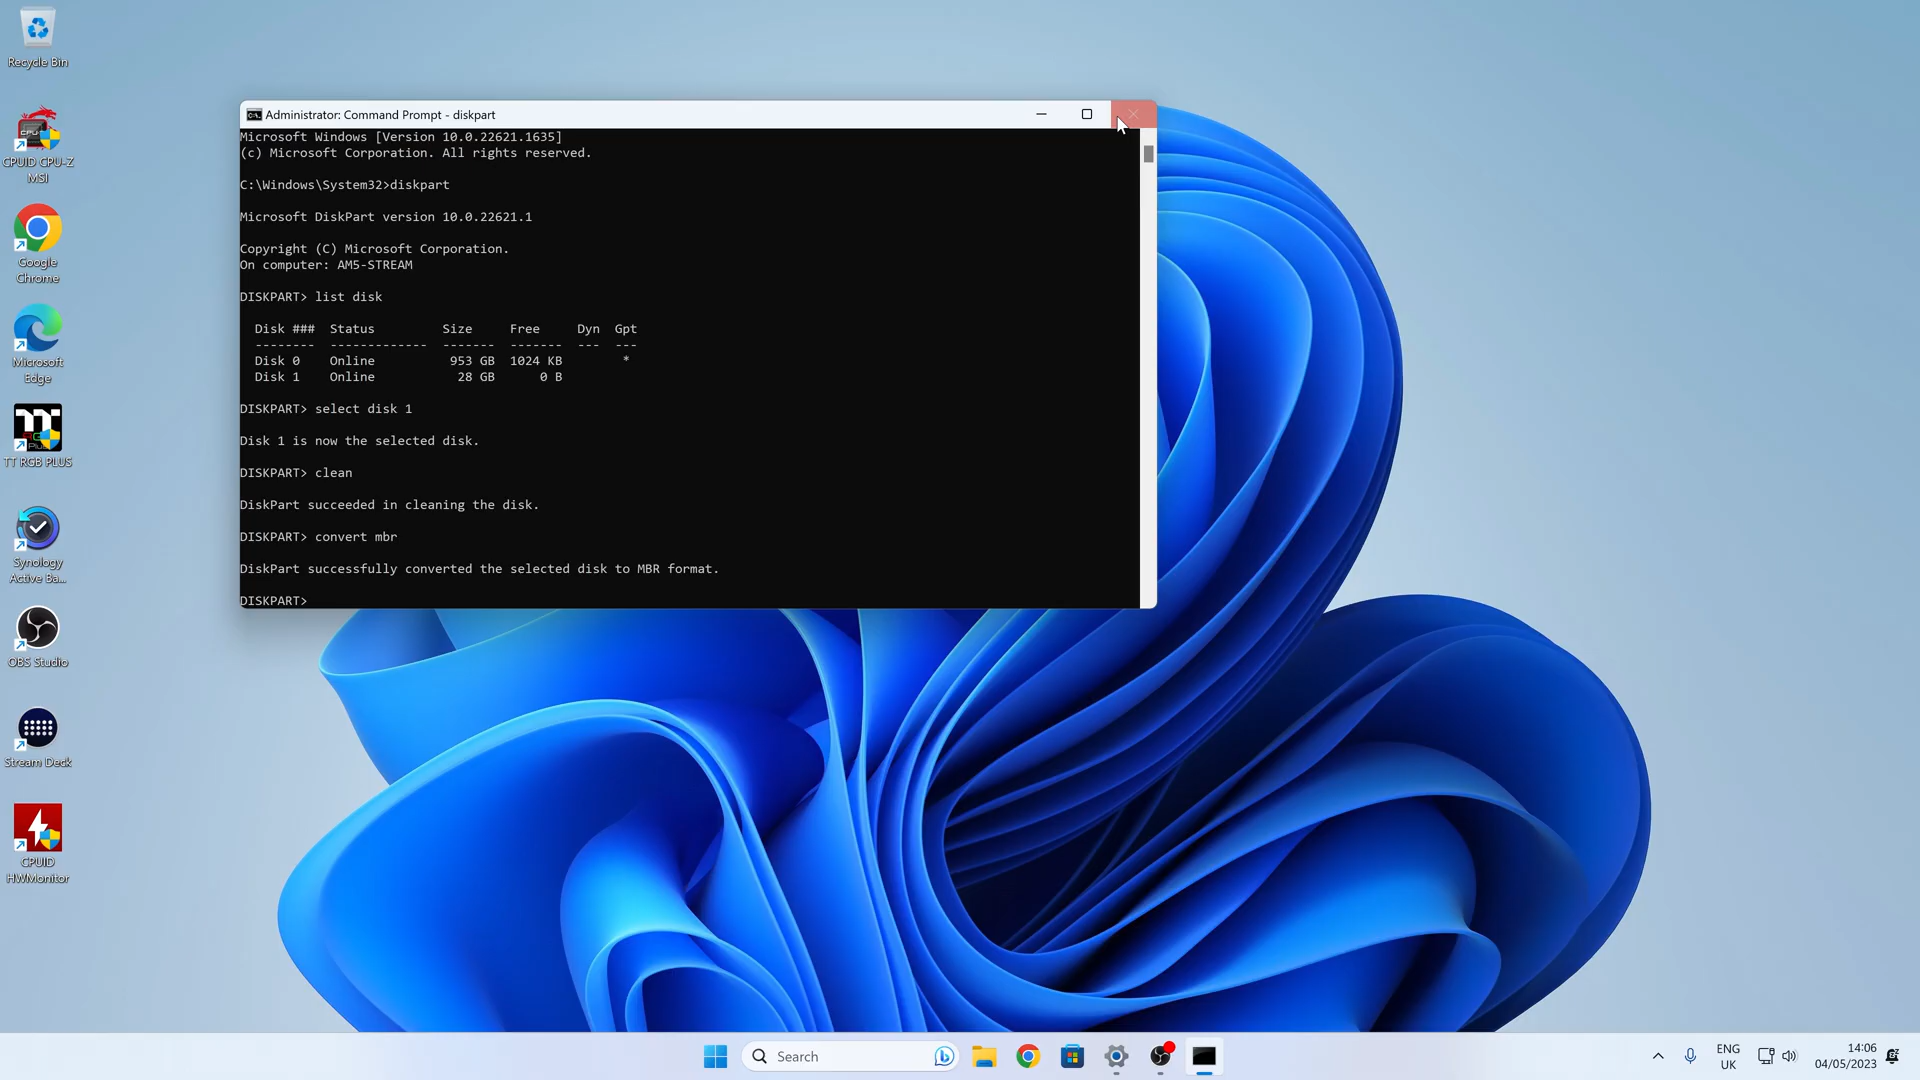 Recycle Bin
CPUID CPU-Z
MSI
Google
Chrome
Microsoft
Edge
TT RGB PLUS
Synology
Active Ba...
OBS Studio
Stream Deck
CPUID
HWMonitor
Administrator: Command Prompt - diskpart
Microsoft Windows [Version 10.0.22621.1635]
(c) Microsoft Corporation. All rights reserved.
C:\Windows\System32>diskpart
Microsoft DiskPart version 10.0.22621.1
Copyright (C) Microsoft Corporation.
On computer: AM5-STREAM
DISKPART> list disk
Disk ### Status Size Free Dyn Gpt
-------- ------------- ------- ------- --- ---
Disk 0 Online 953 GB 1024 KB *
Disk 1 Online 28 GB 0 B
DISKPART> select disk 1
Disk 1 is now the selected disk.
DISKPART> clean
DiskPart succeeded in cleaning the disk.
DISKPART> convert mbr
DiskPart successfully converted the selected disk to MBR format.
DISKPART>
Search
ENG
UK
14:06
04/05/2023